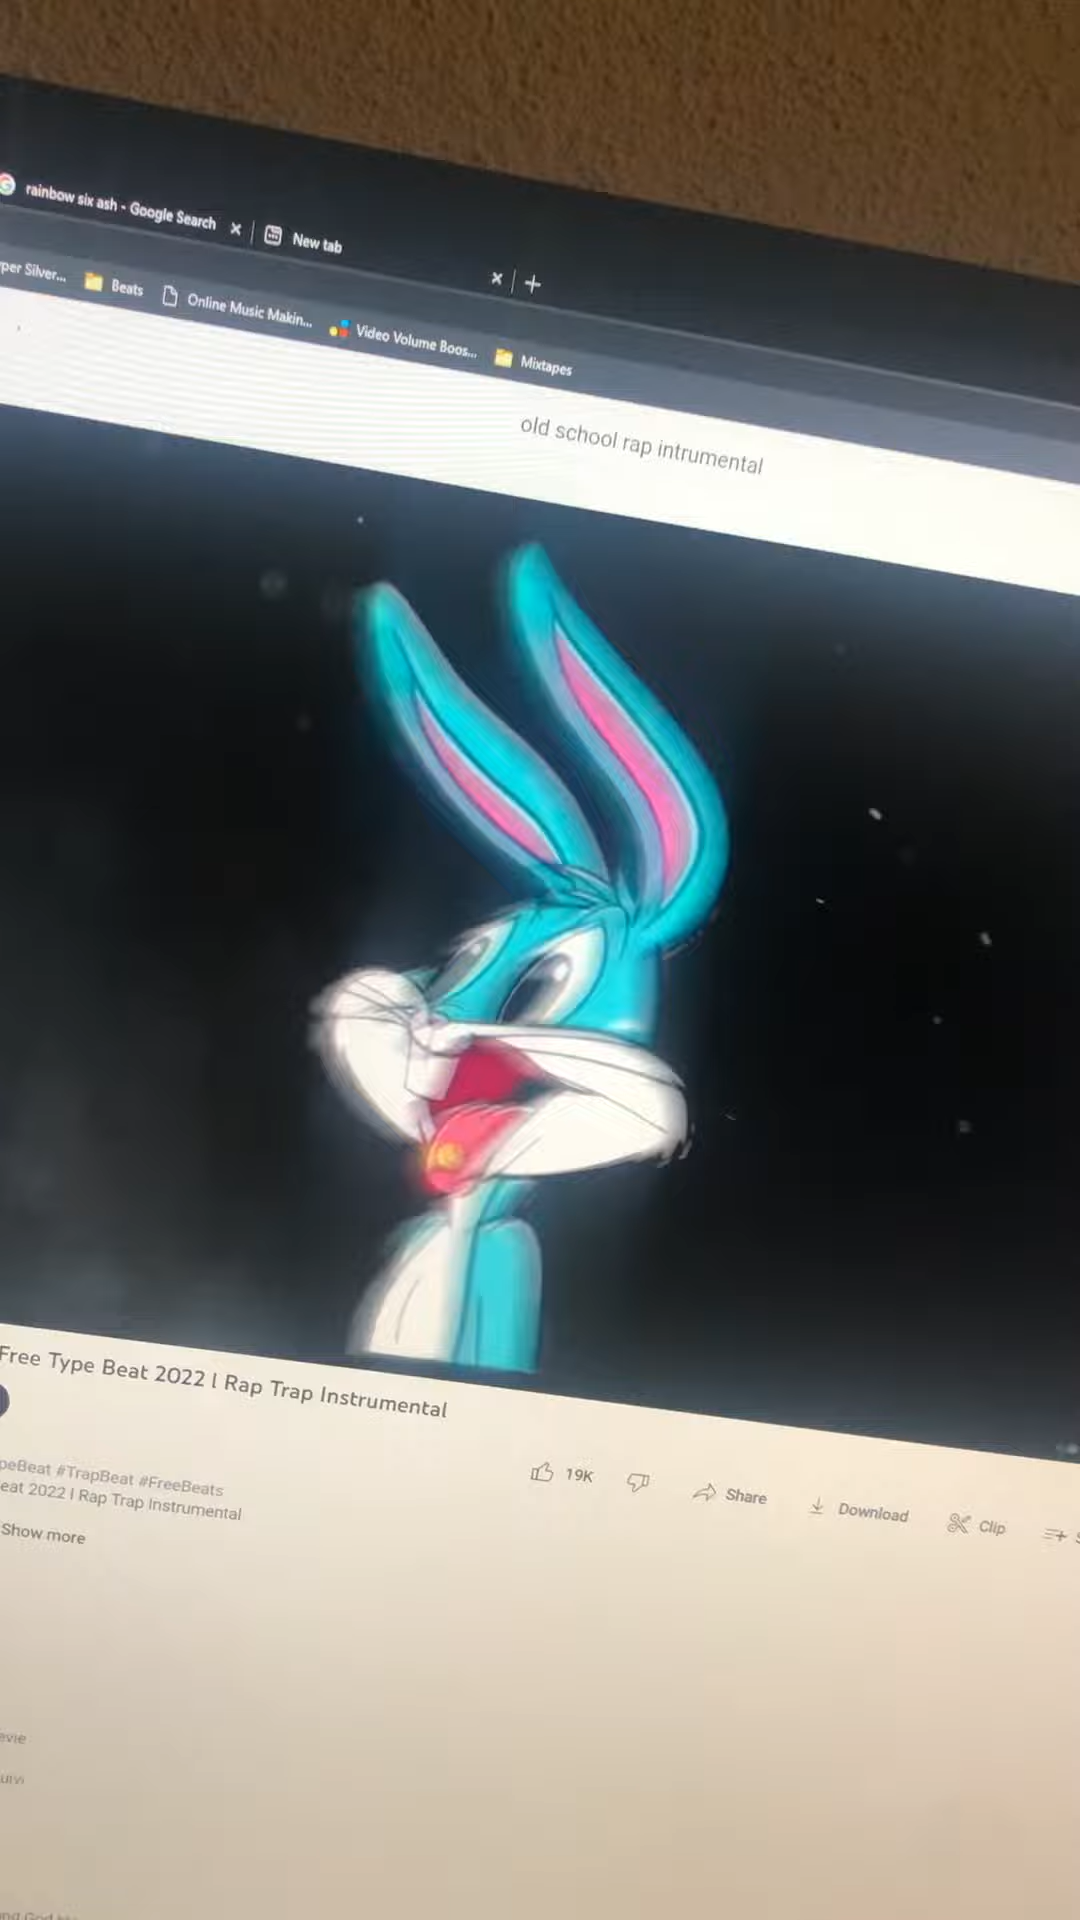 rainbow six ash - Google Search
New tab
per Silver...
Beats
Online Music Makin...
Video Volume Boos...
Mixtapes
old school rap intrumental
Free Type Beat 2022 l Rap Trap Instrumental
peBeat #TrapBeat #FreeBeats
eat 2022 l Rap Trap Instrumental
Show more
19K
Share
Download
Clip